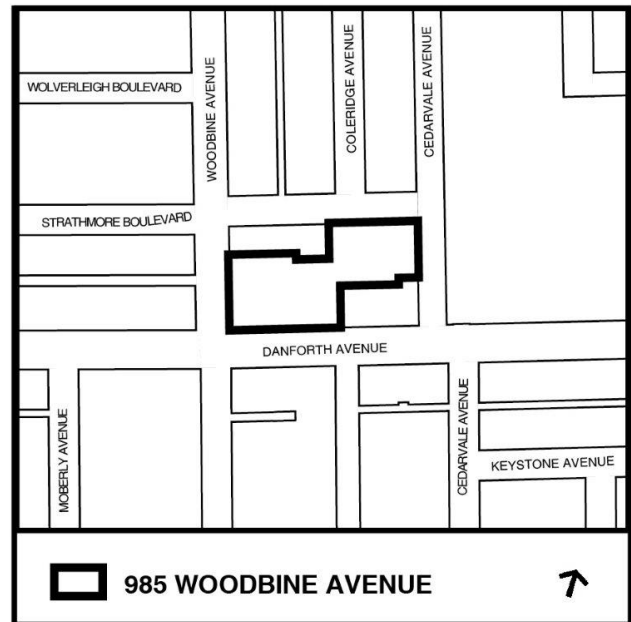 WOLVERLEIGH BOULEVARD
WOODBINE AVENUE
COLERIDGE AVENUE
CEDARVALE AVENUE
STRATHMORE BOULEVARD
DANFORTH AVENUE
MOBERLY AVENUE
CEDARVALE AVENUE
KEYSTONE AVENUE
985 WOODBINE AVENUE